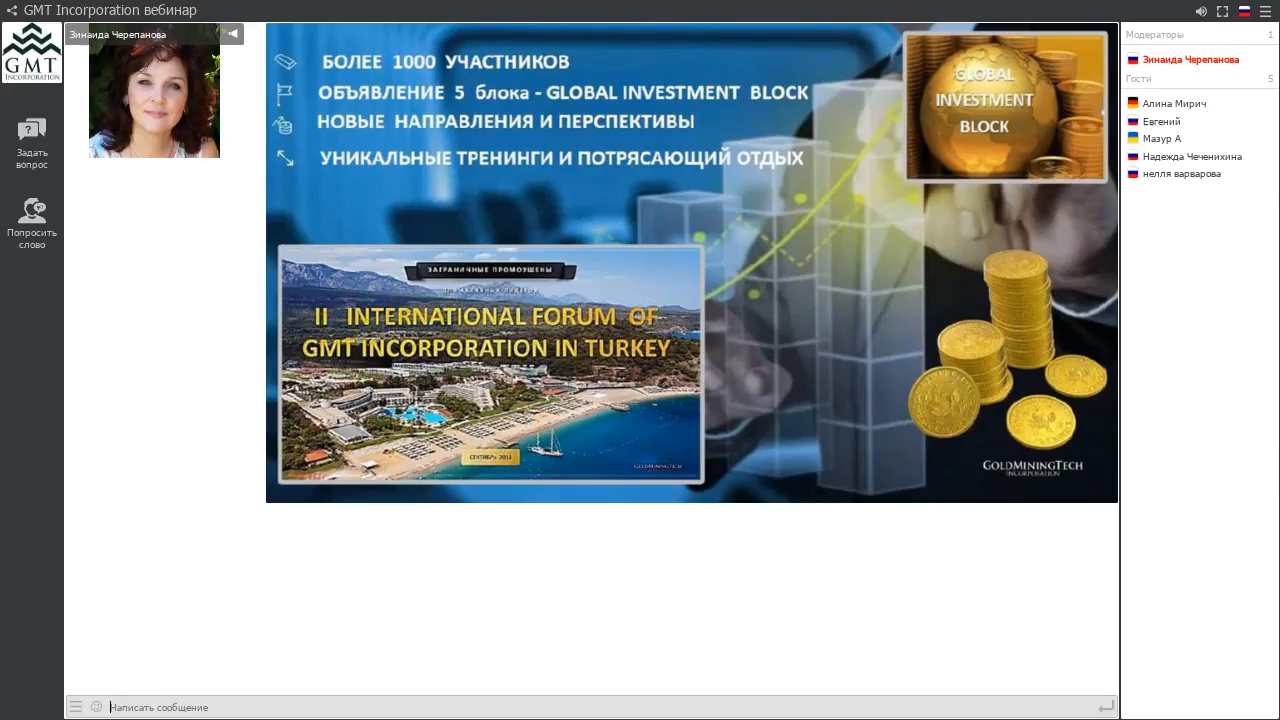 GMT Incorporation вебинар
GMT
INCORPORATION
Зинаида Черепанова
Задать
вопрос
Попросить
слово
БОЛЕЕ 1000 УЧАСТНИКОВ
ОБЪЯВЛЕНИЕ 5 блока - GLOBAL INVESTMENT BLOCK
НОВЫЕ НАПРАВЛЕНИЯ И ПЕРСПЕКТИВЫ
УНИКАЛЬНЫЕ ТРЕНИНГИ И ПОТРЯСАЮЩИЙ ОТДЫХ
GLOBAL
INVESTMENT
BLOCK
ЗАГРАНИЧНЫЕ ПРОМОУШЕНЫ
II INTERNATIONAL FORUM OF
GMT INCORPORATION IN TURKEY
GOLDMININGTECH
GOLDMININGTECH
INCORPORATION
Модераторы 1
Зинаида Черепанова
Гости 5
Алина Мирич
Евгений
Мазур А
Надежда Чеченихина
нелля варварова
Написать сообщение